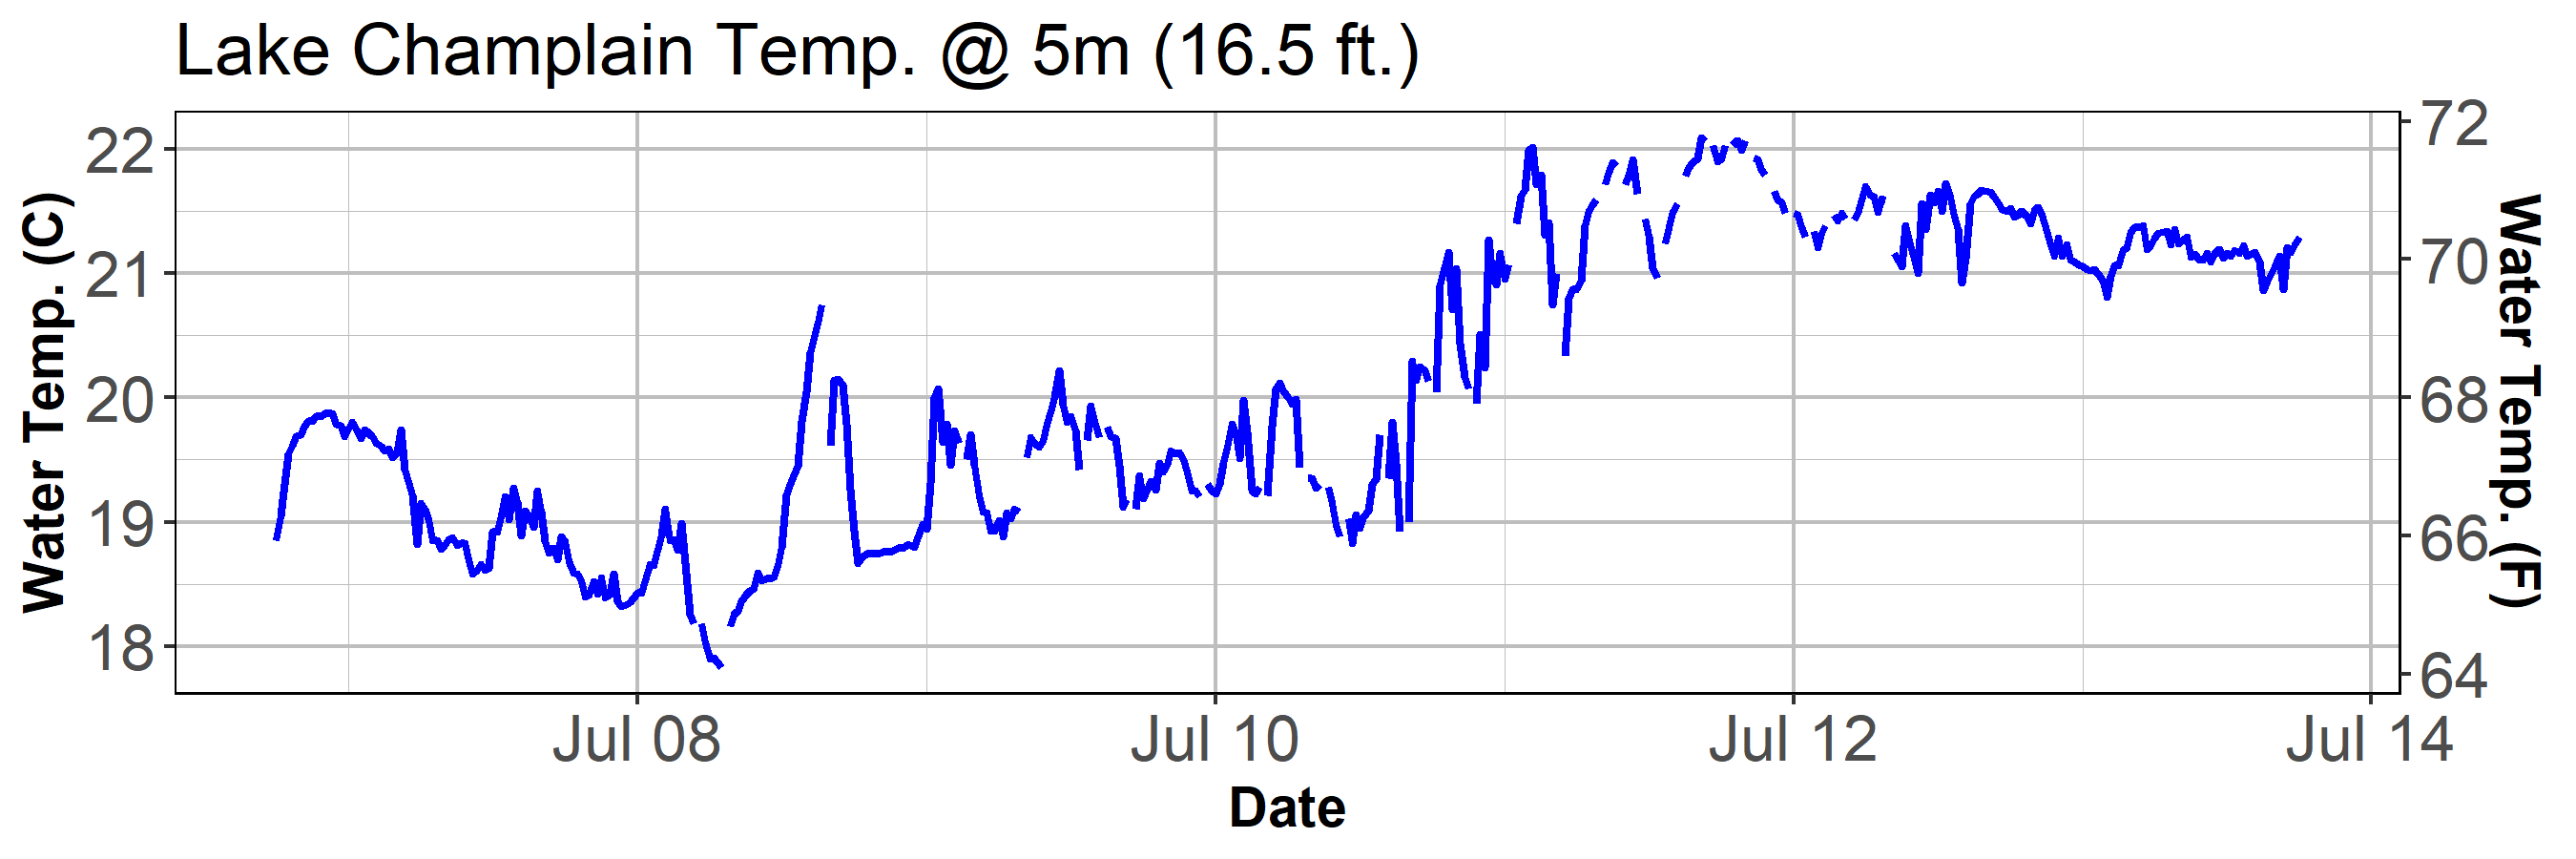 Lake Champlain Temp. @ 5m (16.5 ft.)
Water Temp. (C)
22
21
20
19
18
72
70
68
66
64
Water Temp. (F)
Jul 08 Jul 10 Jul 12 Jul 14
Date